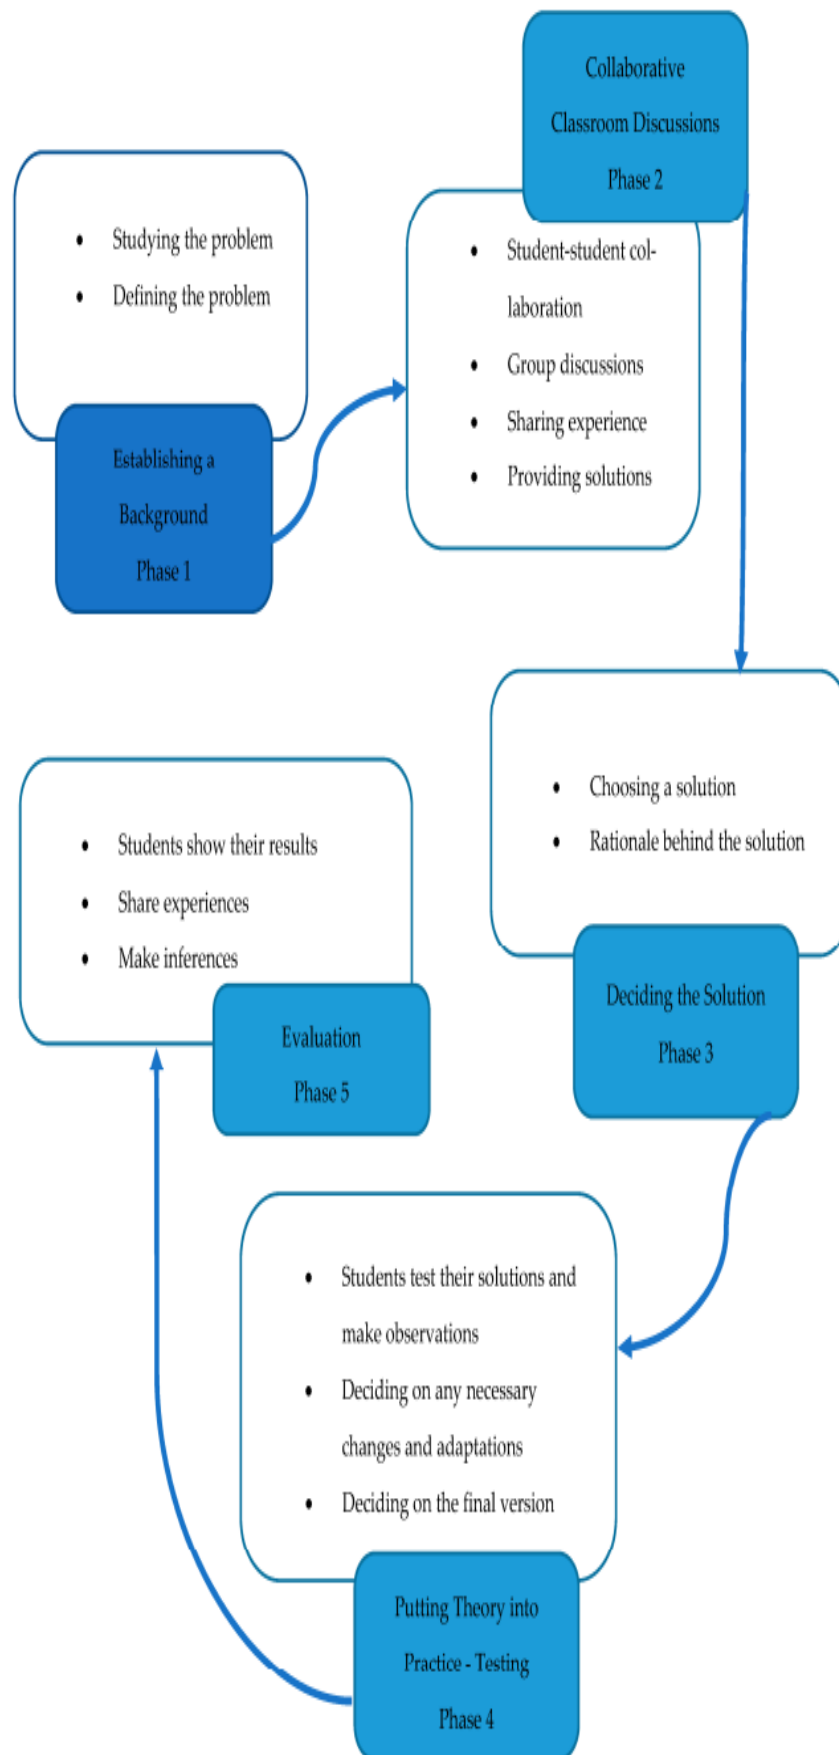 • Studying the problem
• Defining the problem
Establishing a
Background
Phase 1
Collaborative
Classroom Discussions
Phase 2
• Student-student col-
laboration
• Group discussions
• Sharing experience
• Providing solutions
• Choosing a solution
• Rationale behind the solution
Deciding the Solution
Phase 3
• Students test their solutions and
make observations
• Deciding on any necessary
changes and adaptations
• Deciding on the final version
Putting Theory into
Practice - Testing
Phase 4
• Students show their results
• Share experiences
• Make inferences
Evaluation
Phase 5